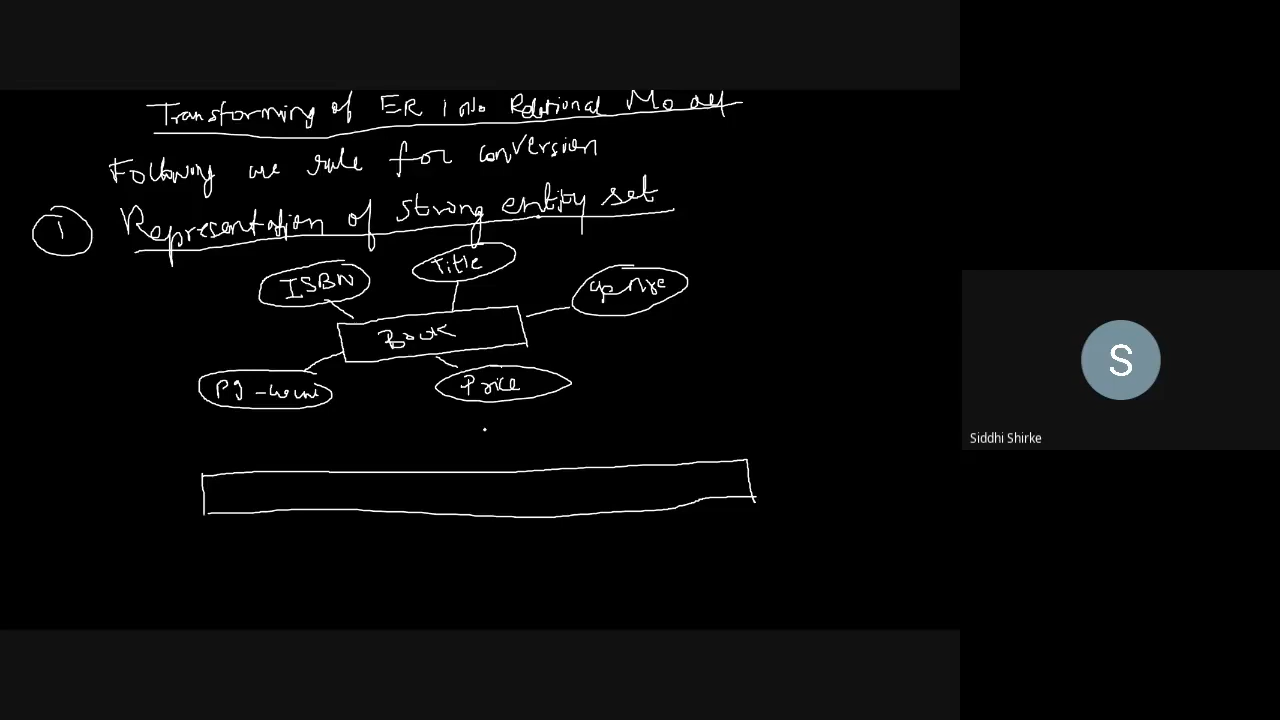 Transforming of ER into Relational Model
Following are rule for conversion
1 Representation of strong entity set
ISBN Title
Book
Pg - Price
S
Siddhi Shirke